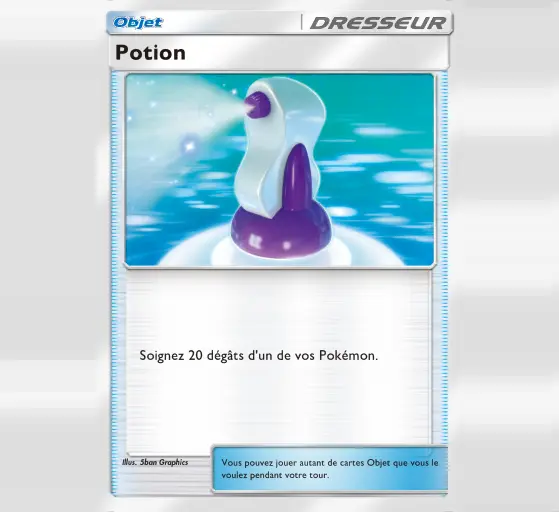 Objet
DRESSEUR
Potion
Soignez 20 dégâts d'un de vos Pokémon.
Illus. 5ban Graphics
Vous pouvez jouer autant de cartes Objet que vous le
voulez pendant votre tour.